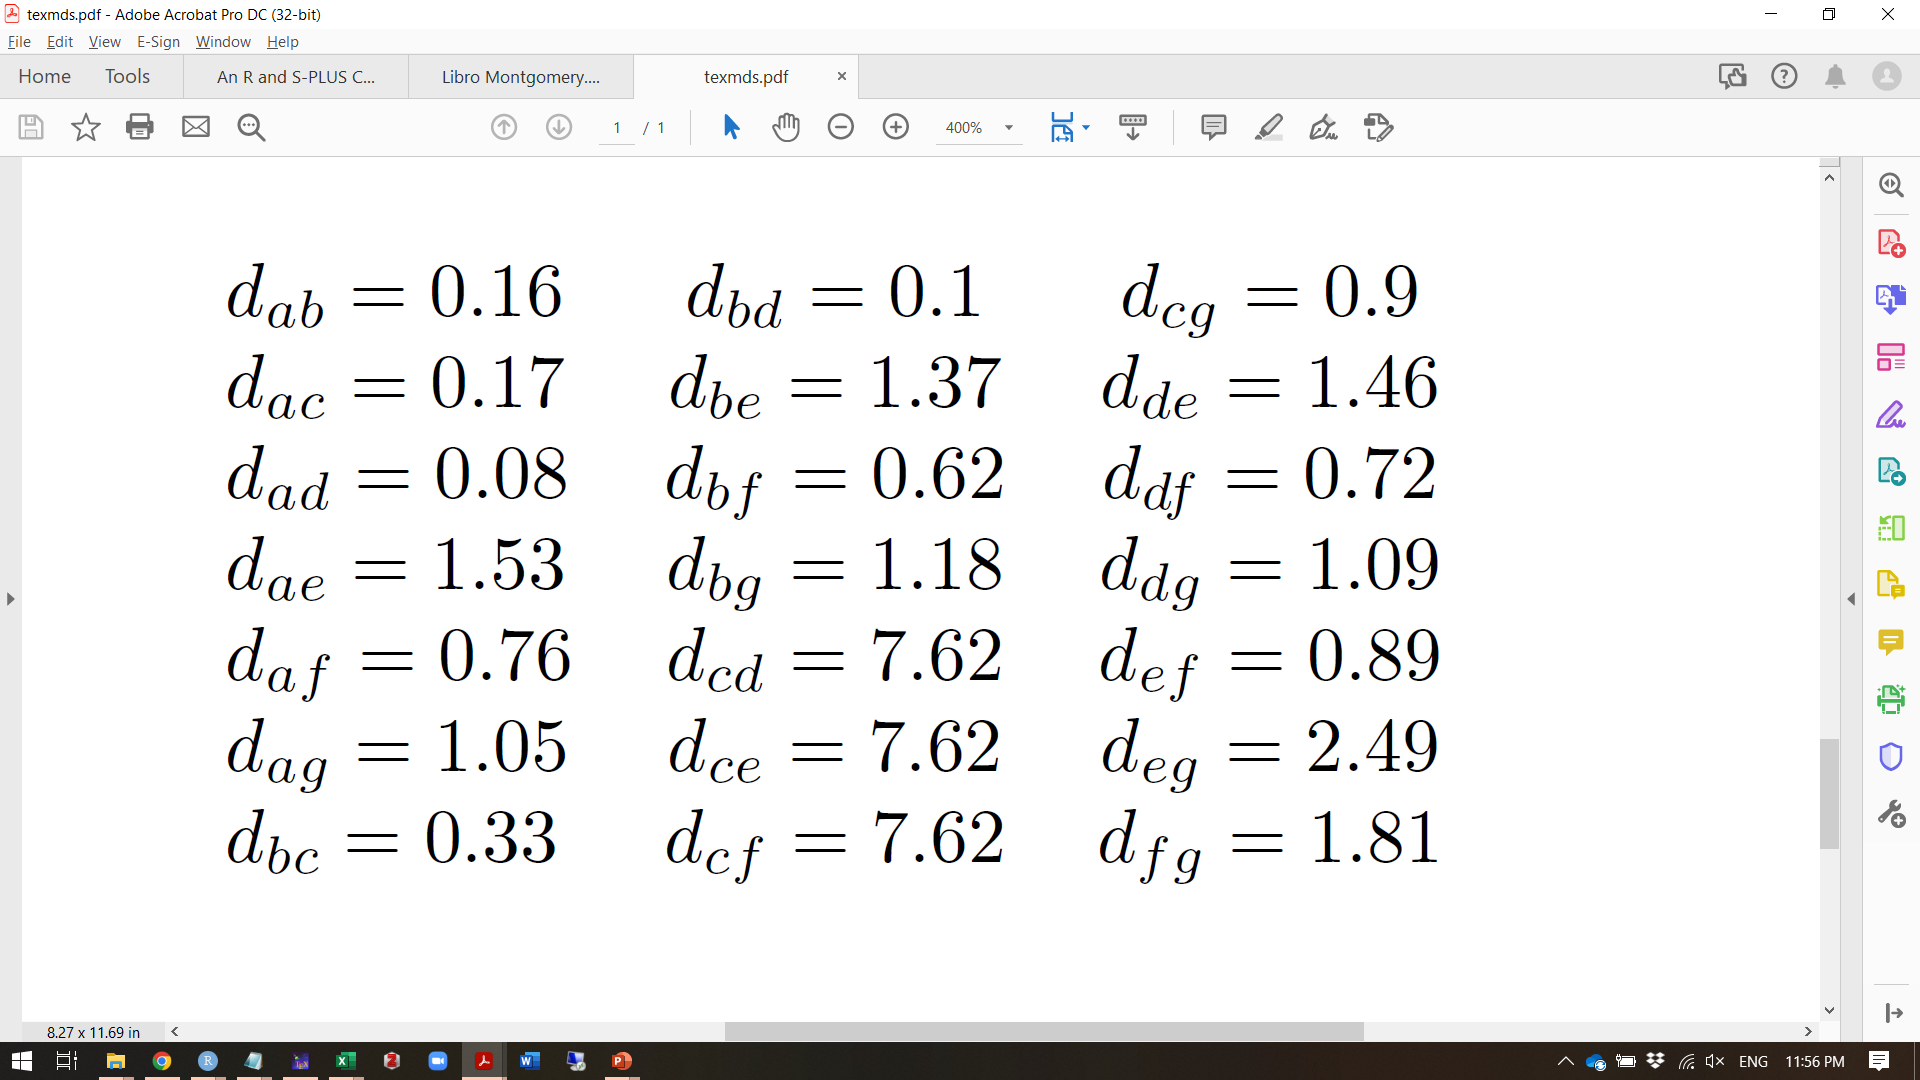 texmds.pdf - Adobe Acrobat Pro DC (32-bit)
File Edit View E-Sign Window Help
Home Tools An R and S-PLUS C... Libro Montgomery.... texmds.pdf ×
1 / 1 400%
d_ab = 0.16 d_bd = 0.1 d_cg = 0.9
d_ac = 0.17 d_be = 1.37 d_de = 1.46
d_ad = 0.08 d_bf = 0.62 d_df = 0.72
d_ae = 1.53 d_bg = 1.18 d_dg = 1.09
d_af = 0.76 d_cd = 7.62 d_ef = 0.89
d_ag = 1.05 d_ce = 7.62 d_eg = 2.49
d_bc = 0.33 d_cf = 7.62 d_fg = 1.81
8.27 x 11.69 in
ENG 11:56 PM